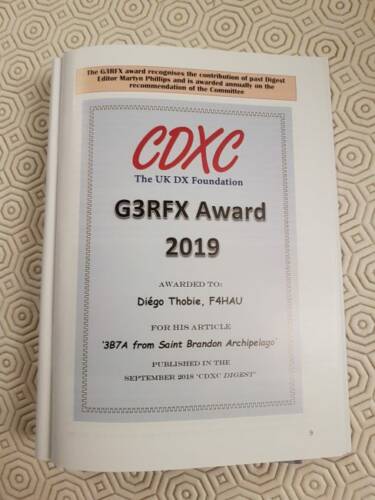 The G3RFX award recognises the contribution of past Digest
Editor Martyn Phillips and is awarded annually on the
recommendation of the Committee
CDXC
The UK DX Foundation
G3RFX Award
2019
AWARDED TO:
Diégo Thobie, F4HAU
FOR HIS ARTICLE
‘3B7A from Saint Brandon Archipelago’
PUBLISHED IN THE
SEPTEMBER 2018 ‘CDXC DIGEST’
9